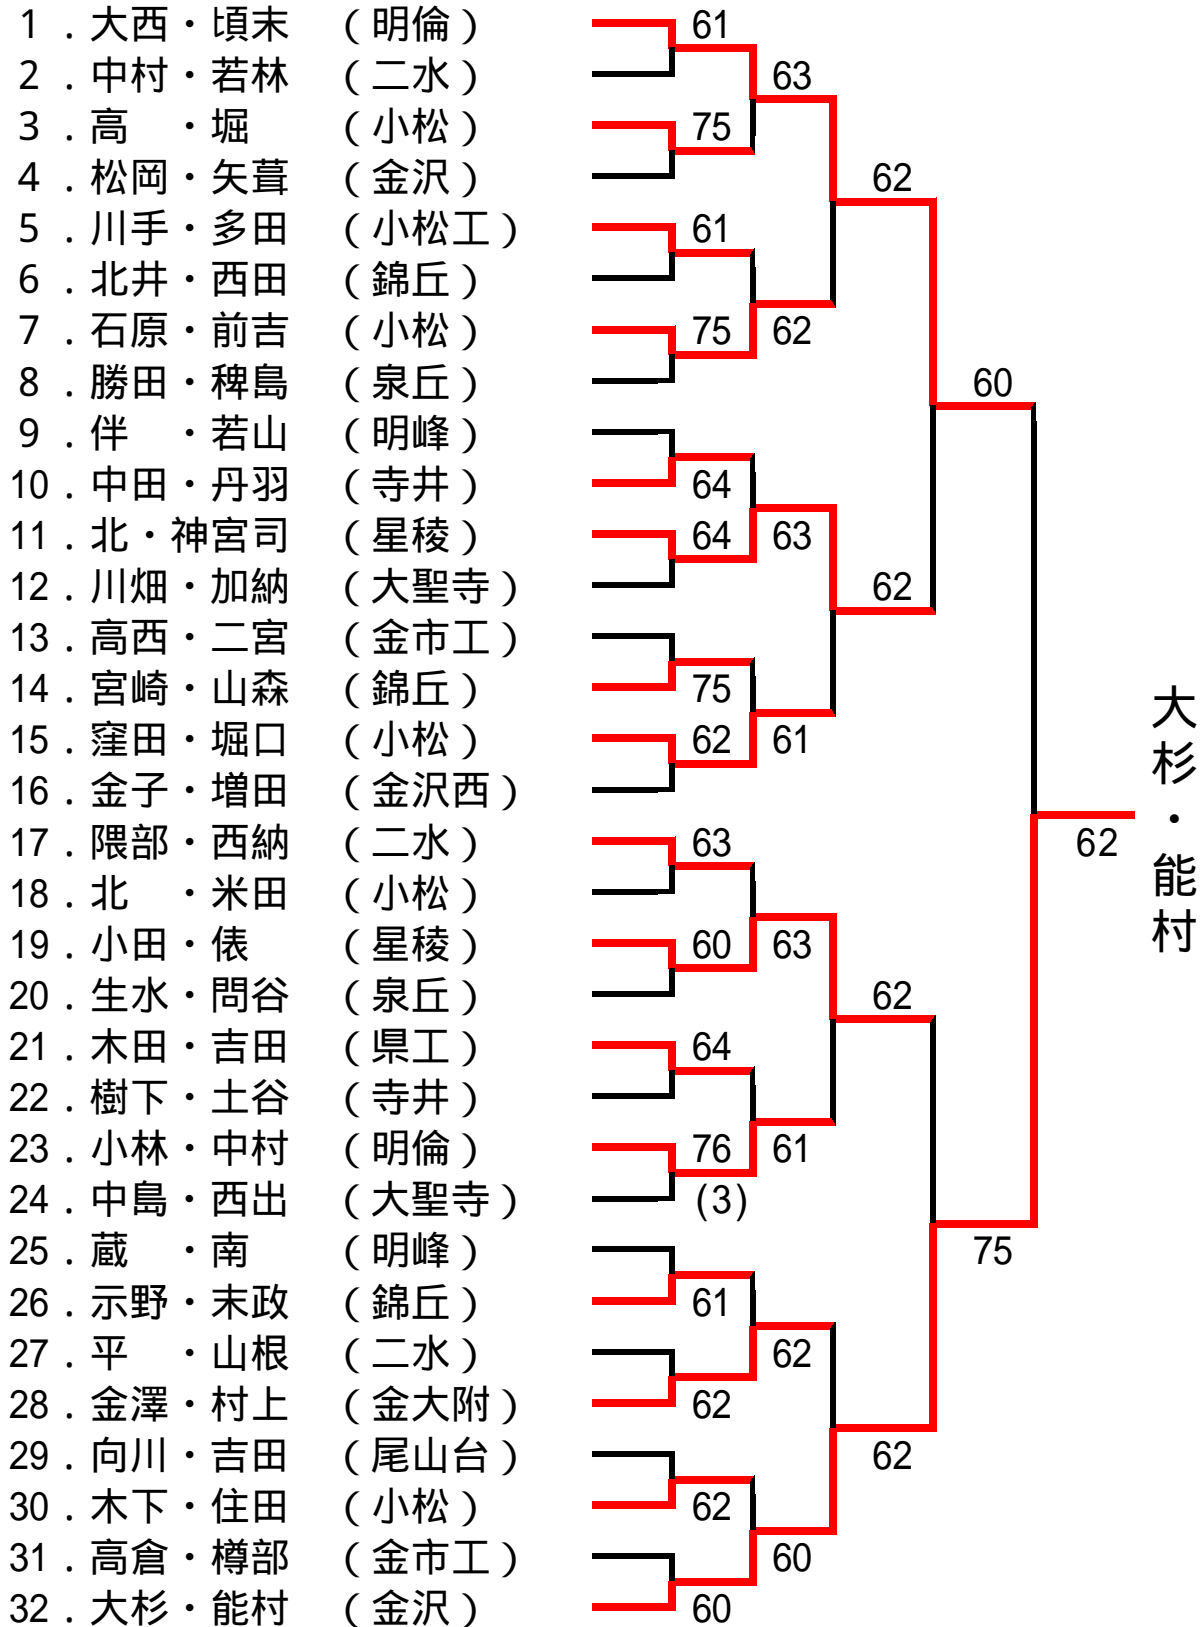 1 . 大西・頃末 （明倫） 61
2 . 中村・若林 （二水） 63
3 . 高 ・堀 （小松） 75
4 . 松岡・矢葺 （金沢） 62
5 . 川手・多田 （小松工） 61
6 . 北井・西田 （錦丘）
7 . 石原・前吉 （小松） 75 62
8 . 勝田・稗島 （泉丘） 60
9 . 伴 ・若山 （明峰）
10 . 中田・丹羽 （寺井） 64
11 . 北・神宮司 （星稜） 64 63
12 . 川畑・加納 （大聖寺） 62
13 . 高西・二宮 （金市工）
14 . 宮崎・山森 （錦丘） 75
15 . 窪田・堀口 （小松） 62 61
16 . 金子・増田 （金沢西）
17 . 隈部・西納 （二水） 63 62
18 . 北 ・米田 （小松）
19 . 小田・俵 （星稜） 60 63
20 . 生水・問谷 （泉丘） 62
21 . 木田・吉田 （県工） 64
22 . 樹下・土谷 （寺井）
23 . 小林・中村 （明倫） 76 61
24 . 中島・西出 （大聖寺） (3)
25 . 蔵 ・南 （明峰） 75
26 . 示野・末政 （錦丘） 61
27 . 平 ・山根 （二水） 62
28 . 金澤・村上 （金大附） 62
29 . 向川・吉田 （尾山台） 62
30 . 木下・住田 （小松） 62
31 . 高倉・樽部 （金市工） 60
32 . 大杉・能村 （金沢） 60
大杉・能村